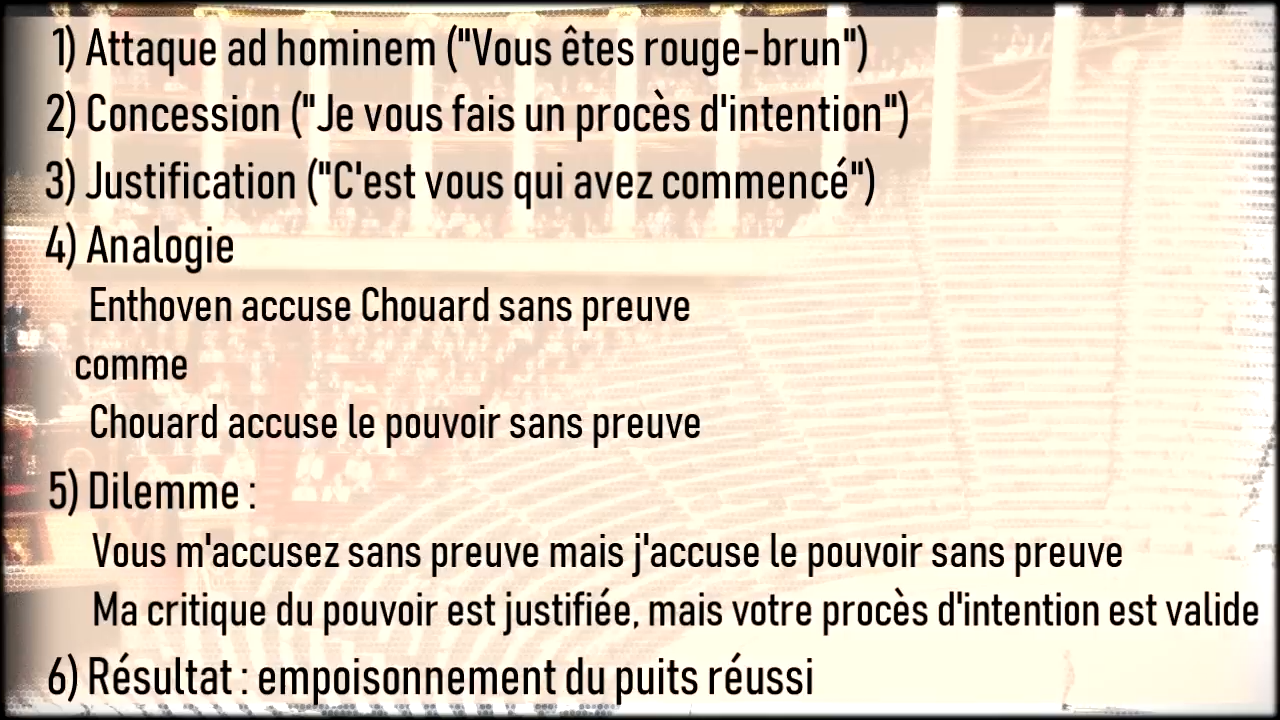 1) Attaque ad hominem ("Vous êtes rouge-brun")
2) Concession ("Je vous fais un procès d'intention")
3) Justification ("C'est vous qui avez commencé")
4) Analogie
Enthoven accuse Chouard sans preuve
comme
Chouard accuse le pouvoir sans preuve
5) Dilemme :
Vous m'accusez sans preuve mais j'accuse le pouvoir sans preuve
Ma critique du pouvoir est justifiée, mais votre procès d'intention est valide
6) Résultat : empoisonnement du puits réussi